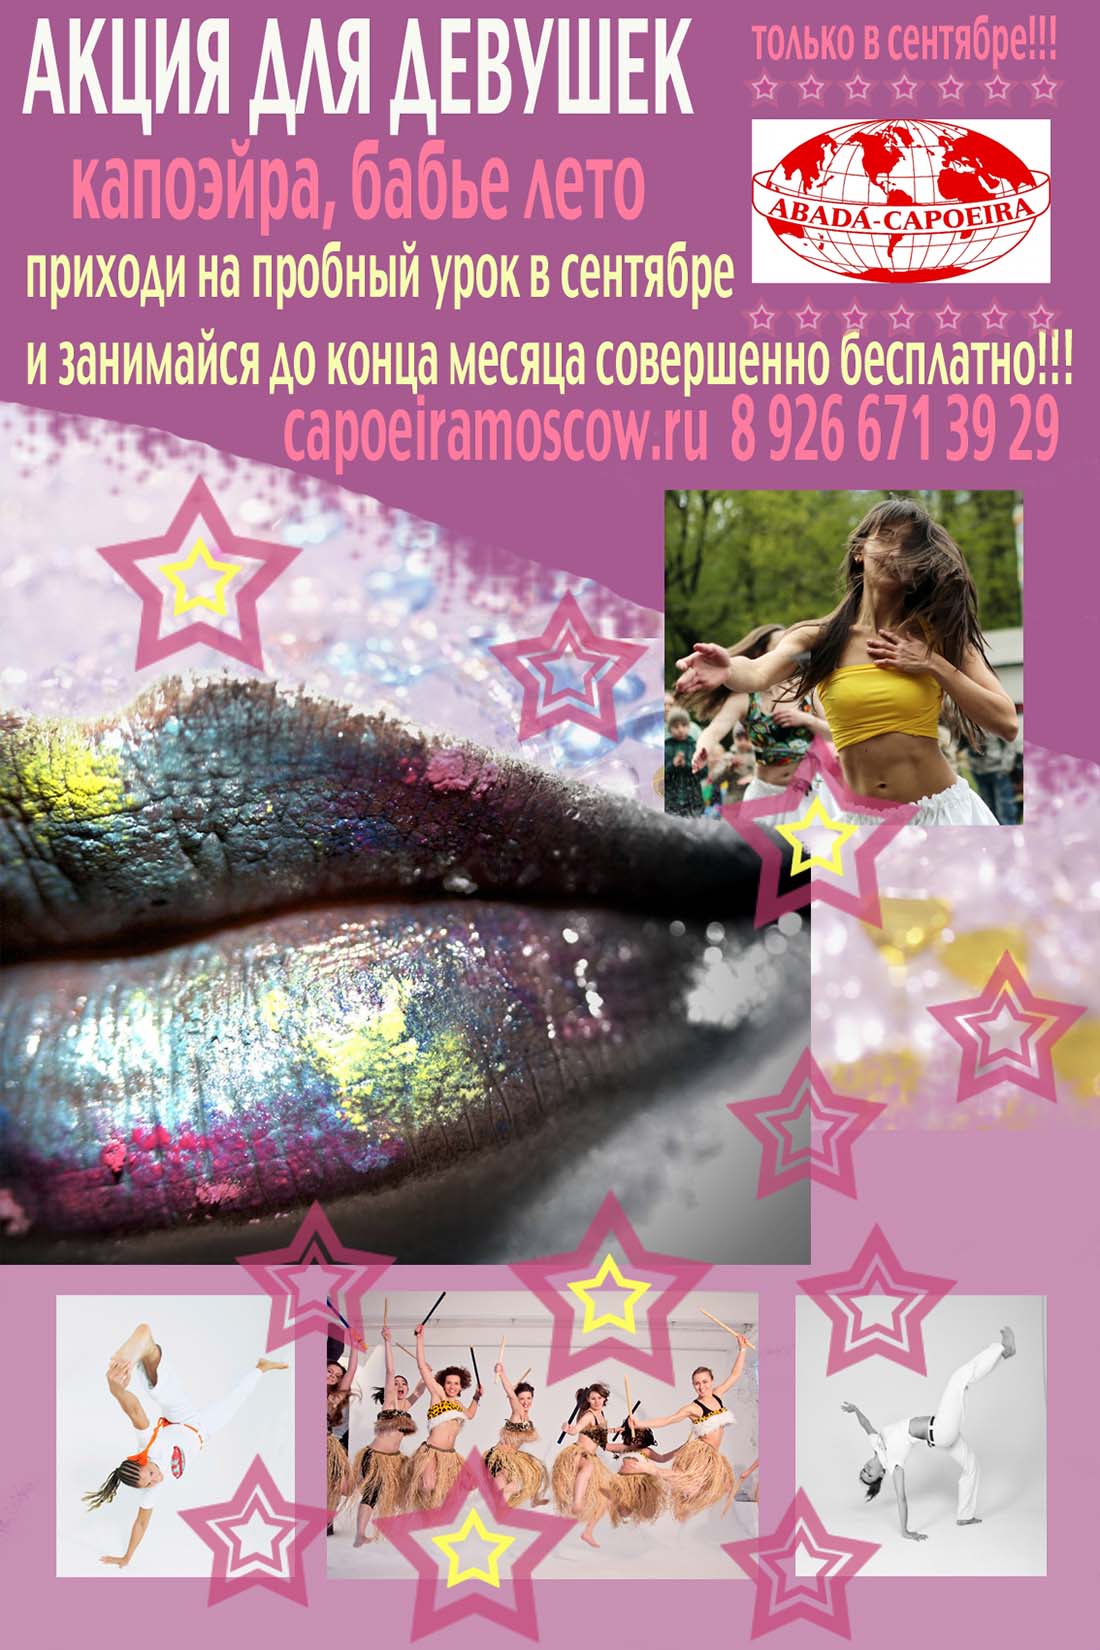 АКЦИЯ ДЛЯ ДЕВУШЕК
только в сентябре!!!
капоэйра, бабье лето
ABADÁ-CAPOEIRA
приходи на пробный урок в сентябре
и занимайся до конца месяца совершенно бесплатно!!!
capoeiramoscow.ru 8 926 671 39 29